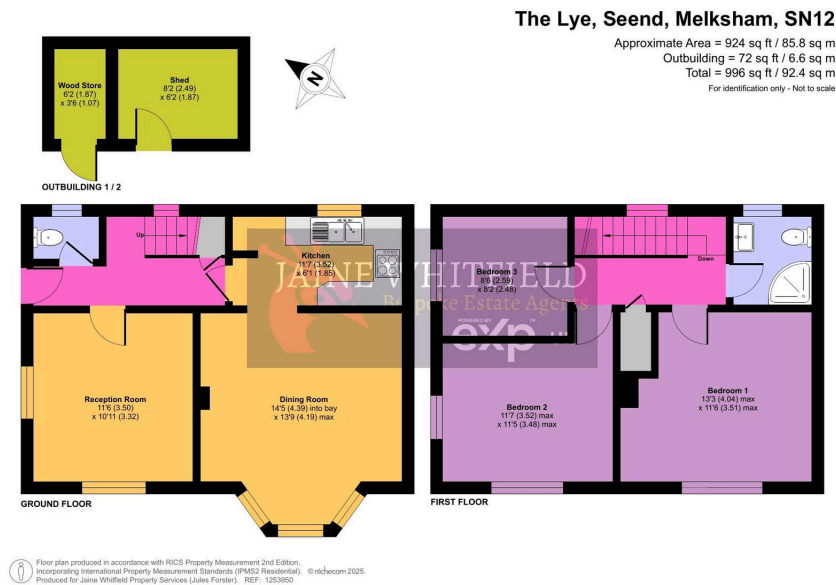 The Lye, Seend, Melksham, SN12
Approximate Area = 924 sq ft / 85.8 sq m
Outbuilding = 72 sq ft / 6.6 sq m
Total = 996 sq ft / 92.4 sq m
For identification only - Not to scale
Wood Store
6'2 (1.87)
x 3'6 (1.07)
Shed
8'2 (2.49)
x 6'2 (1.87)
N
OUTBUILDING 1 / 2
Up
Kitchen
11'7 (3.52)
x 6'1 (1.85)
Reception Room
11'6 (3.50)
x 10'11 (3.32)
Dining Room
14'5 (4.39) into bay
x 13'9 (4.19) max
GROUND FLOOR
Down
Bedroom 3
8'6 (2.59)
x 8'2 (2.48)
Bedroom 2
11'7 (3.52) max
x 11'5 (3.48) max
Bedroom 1
13'3 (4.04) max
x 11'6 (3.51) max
FIRST FLOOR
JAINE WHITFIELD
Bespoke Estate Agents
POWERED BY
exp™ UK
Floor plan produced in accordance with RICS Property Measurement 2nd Edition,
Incorporating International Property Measurement Standards (IPMS2 Residential). ©nichecom 2025.
Produced for Jaine Whitfield Property Services (Jules Forster). REF: 1253950